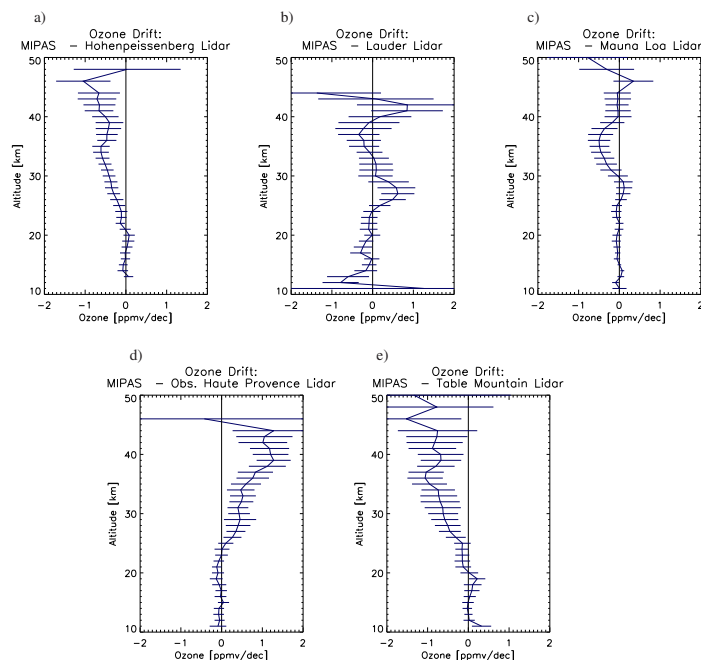 a)
Ozone Drift:
MIPAS – Hohenpeissenberg Lidar
50
40
30
20
10
Altitude [km]
-2 -1 0 1 2
Ozone [ppmv/dec]
b)
Ozone Drift:
MIPAS – Lauder Lidar
50
40
30
20
10
Altitude [km]
-2 -1 0 1 2
Ozone [ppmv/dec]
c)
Ozone Drift:
MIPAS – Mauna Loa Lidar
50
40
30
20
10
Altitude [km]
-2 -1 0 1 2
Ozone [ppmv/dec]
d)
Ozone Drift:
MIPAS – Obs. Haute Provence Lidar
50
40
30
20
10
Altitude [km]
-2 -1 0 1 2
Ozone [ppmv/dec]
e)
Ozone Drift:
MIPAS – Table Mountain Lidar
50
40
30
20
10
Altitude [km]
-2 -1 0 1 2
Ozone [ppmv/dec]